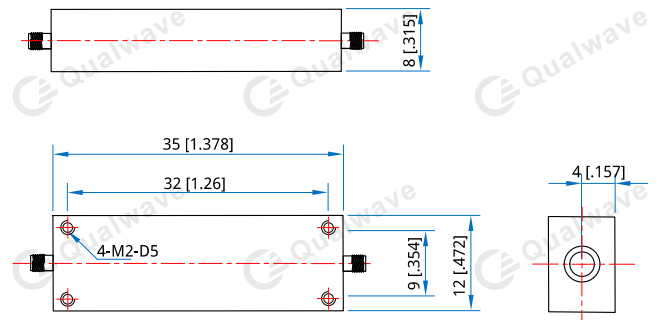 Qualwave
Qualwave
Qualwave
8 [.315]
35 [1.378]
32 [1.26]
4 [.157]
4-M2-D5
9 [.354]
12 [.472]
Qualwave
Qualwave
Qualwave